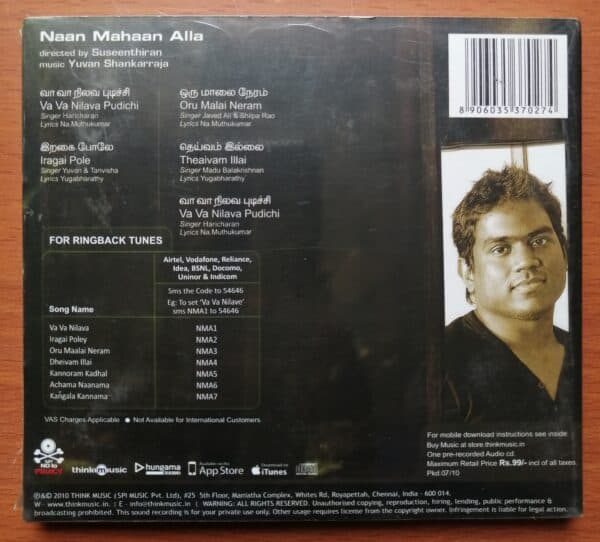 Naan Mahaan Alla
directed by Suseenthiran
music Yuvan Shankarraja
வா வா நிலவ புடிச்சி
Va Va Nilava Pudichi
Singer Haricharan
Lyrics Na.Muthukumar
இறகை போலே
Iragai Pole
Singer Yuvan & Tanvisha
Lyrics Yugabharathy
ஒரு மாலை நேரம்
Oru Malai Neram
Singer Javed Ali & Shilpa Rao
Lyrics Na.Muthukumar
தெய்வம் இல்லை
Theaivam Illai
Singer Madu Balakrishnan
Lyrics Yugabharathy
வா வா நிலவ புடிச்சி
Va Va Nilava Pudichi
Singer Haricharan
Lyrics Na.Muthukumar
8 906035 370274
FOR RINGBACK TUNES
Airtel, Vodafone, Reliance,
Idea, BSNL, Docomo,
Uninor & Indicom
Sms the Code to 54646
Eg: To set 'Va Va Nilave'
sms NMA1 to 54646
Song Name
Va Va Nilava NMA1
Iragai Poley NMA2
Oru Maalai Neram NMA3
Dheivam Illai NMA4
Kannoram Kadhal NMA5
Achama Naanama NMA6
Kangala Kannama NMA7
VAS Charges Applicable ● Not Available for International Customers
For mobile download instructions see inside
Buy Music at store.thinkmusic.in
One pre-recorded Audio cd.
Maximum Retail Price Rs.99/- incl of all taxes.
Pkd.07/10
SPI
NO to
PIRACY
thinkmusic
hungama
Available on the
App Store
Download on
iTunes
℗&© 2010 THINK MUSIC (SPI MUSIC Pvt. Ltd), #25 5th Floor, Marriatha Complex, Whites Rd, Royapettah, Chennai, India - 600 014.
W - www.thinkmusic.in. | E - info@thinkmusic.in | WARNING: ALL RIGHTS RESERVED. Unauthorised copying, reproduction, hiring, lending, public performance &
broadcasting prohibited. This sound recording is for your private use only. Other usage requires license from the copyright owner. Infringement is liable for legal action.